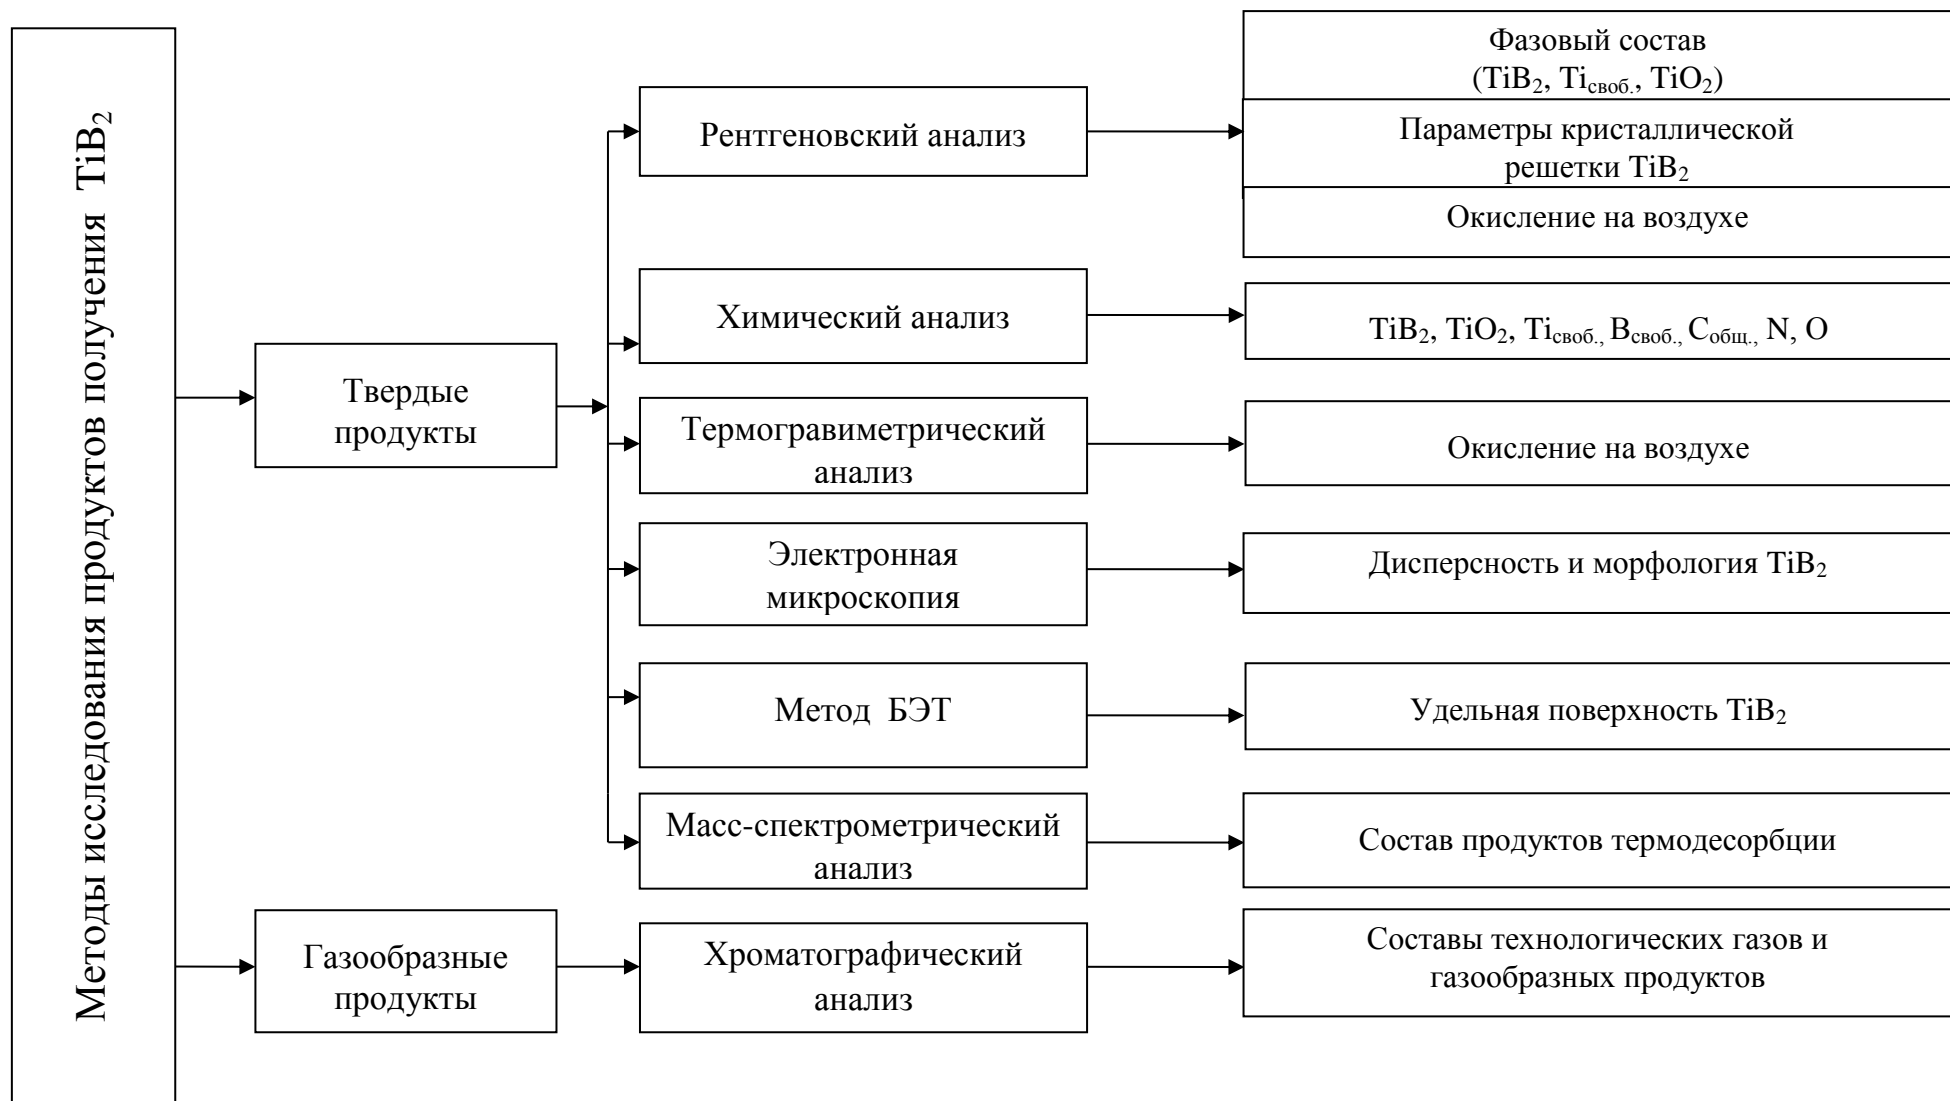 Методы исследования продуктов получения TiB₂
Твердые
продукты
Рентгеновский анализ
Фазовый состав
(TiB₂, Tiсвоб., TiO₂)
Параметры кристаллической
решетки TiB₂
Окисление на воздухе
Химический анализ
TiB₂, TiO₂, Tiсвоб., Bсвоб., Cобщ., N, O
Термогравиметрический
анализ
Окисление на воздухе
Электронная
микроскопия
Дисперсность и морфология TiB₂
Метод БЭТ
Удельная поверхность TiB₂
Масс-спектрометрический
анализ
Состав продуктов термодесорбции
Газообразные
продукты
Хроматографический
анализ
Составы технологических газов и
газообразных продуктов